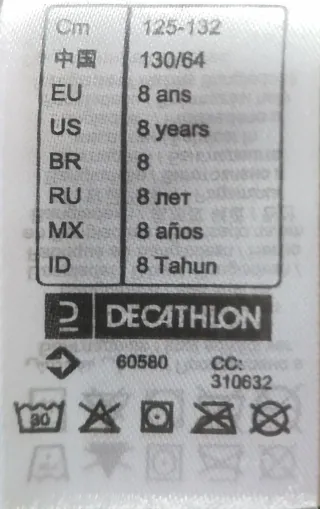 Cm 125-132
中国 130/64
EU 8 ans
US 8 years
BR 8
RU 8 лет
MX 8 años
ID 8 Tahun
DECATHLON
60580 CC:
310632
30